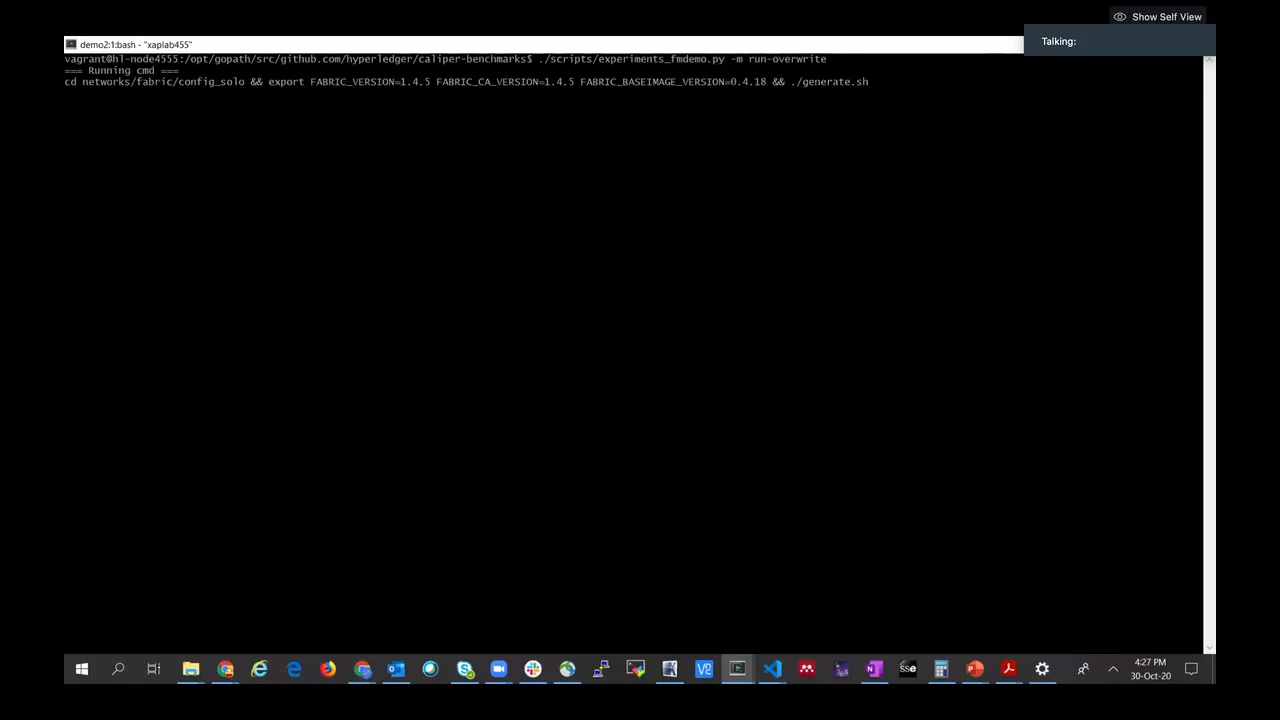 Show Self View
Talking:
demo2:1:bash - "xaplab455"
vagrant@hl-node4555:/opt/gopath/src/github.com/hyperledger/caliper-benchmarks$ ./scripts/experiments_fmdemo.py -m run-overwrite
=== Running cmd ===
cd networks/fabric/config_solo && export FABRIC_VERSION=1.4.5 FABRIC_CA_VERSION=1.4.5 FABRIC_BASEIMAGE_VERSION=0.4.18 && ./generate.sh
4:27 PM
30-Oct-20